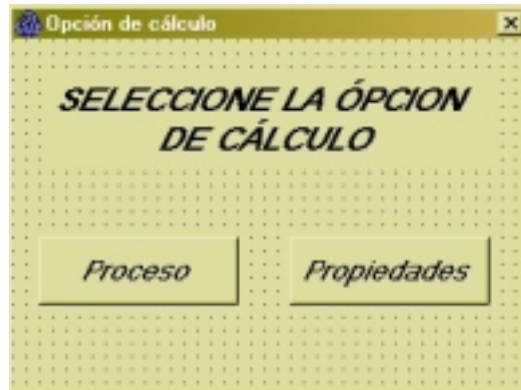 Opción de cálculo
SELECCIONE LA ÓPCION
DE CÁLCULO
Proceso
Propiedades